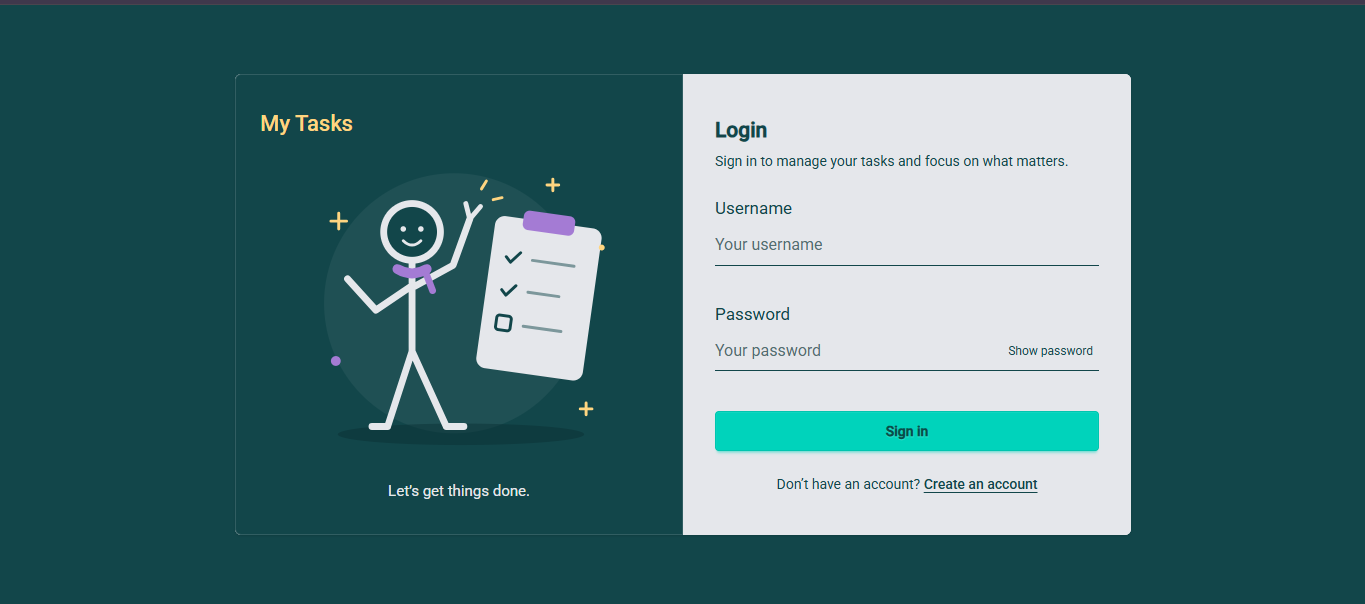 My Tasks
Let’s get things done.
Login
Sign in to manage your tasks and focus on what matters.
Username
Your username
Password
Your password
Show password
Sign in
Don’t have an account? Create an account